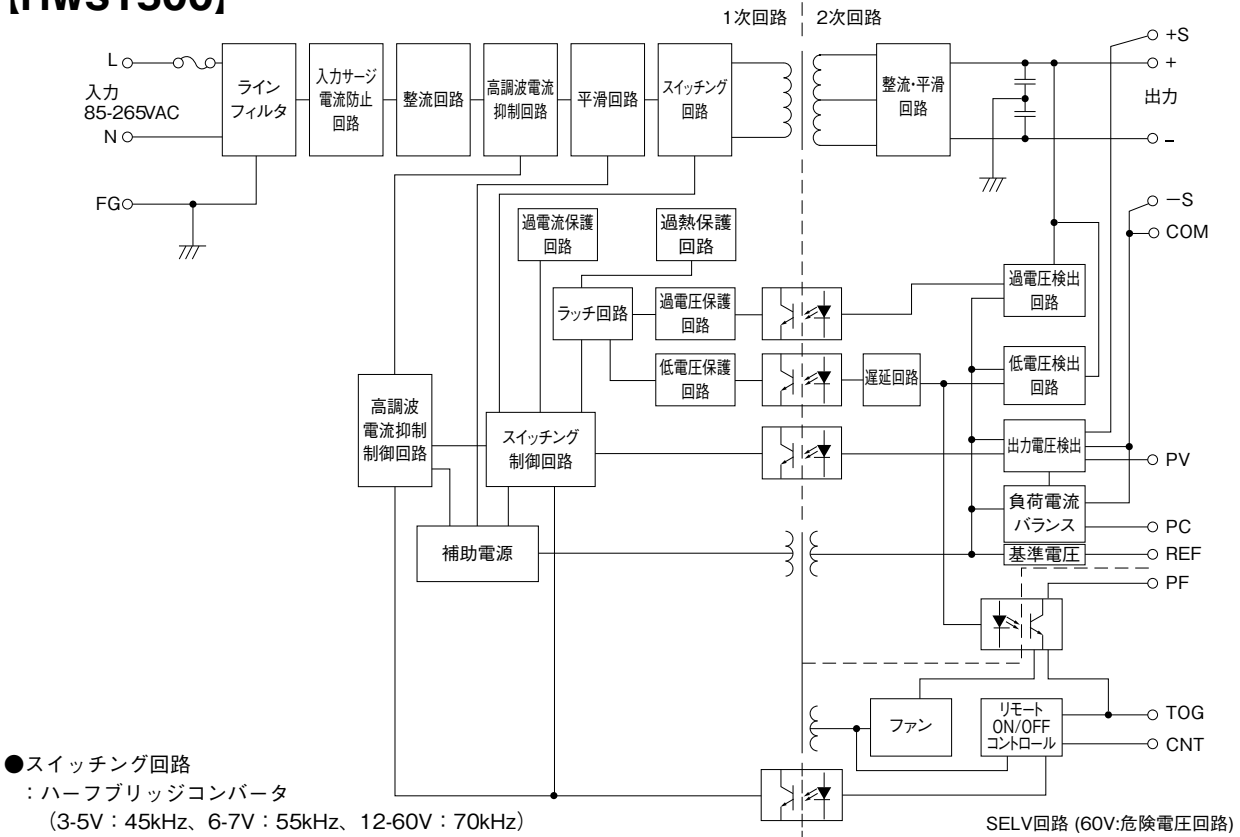 【HWS1500】
1次回路
2次回路
L
入力
85-265VAC
N
FG
ライン
フィルタ
入力サージ
電流防止
回路
整流回路
高調波電流
抑制回路
平滑回路
スイッチング
回路
整流・平滑
回路
+S
+
出力
-
-S
COM
過電流保護
回路
過熱保護
回路
ラッチ回路
過電圧保護
回路
過電圧検出
回路
低電圧保護
回路
遅延回路
低電圧検出
回路
高調波
電流抑制
制御回路
スイッチング
制御回路
出力電圧検出
PV
負荷電流
バランス
PC
補助電源
基準電圧
REF
PF
ファン
リモート
ON/OFF
コントロール
TOG
CNT
●スイッチング回路
：ハーフブリッジコンバータ
（3-5V：45kHz、6-7V：55kHz、12-60V：70kHz）
SELV回路 (60V:危険電圧回路)